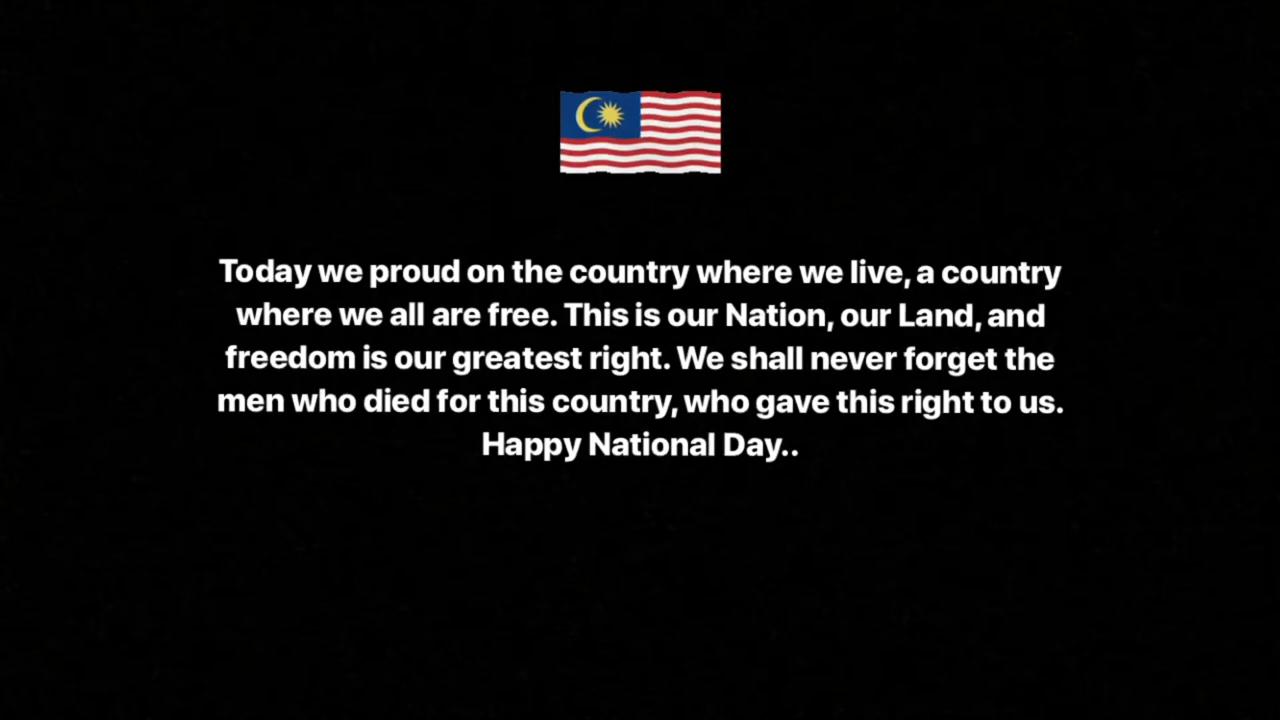 Today we proud on the country where we live, a country
where we all are free. This is our Nation, our Land, and
freedom is our greatest right. We shall never forget the
men who died for this country, who gave this right to us.
Happy National Day..